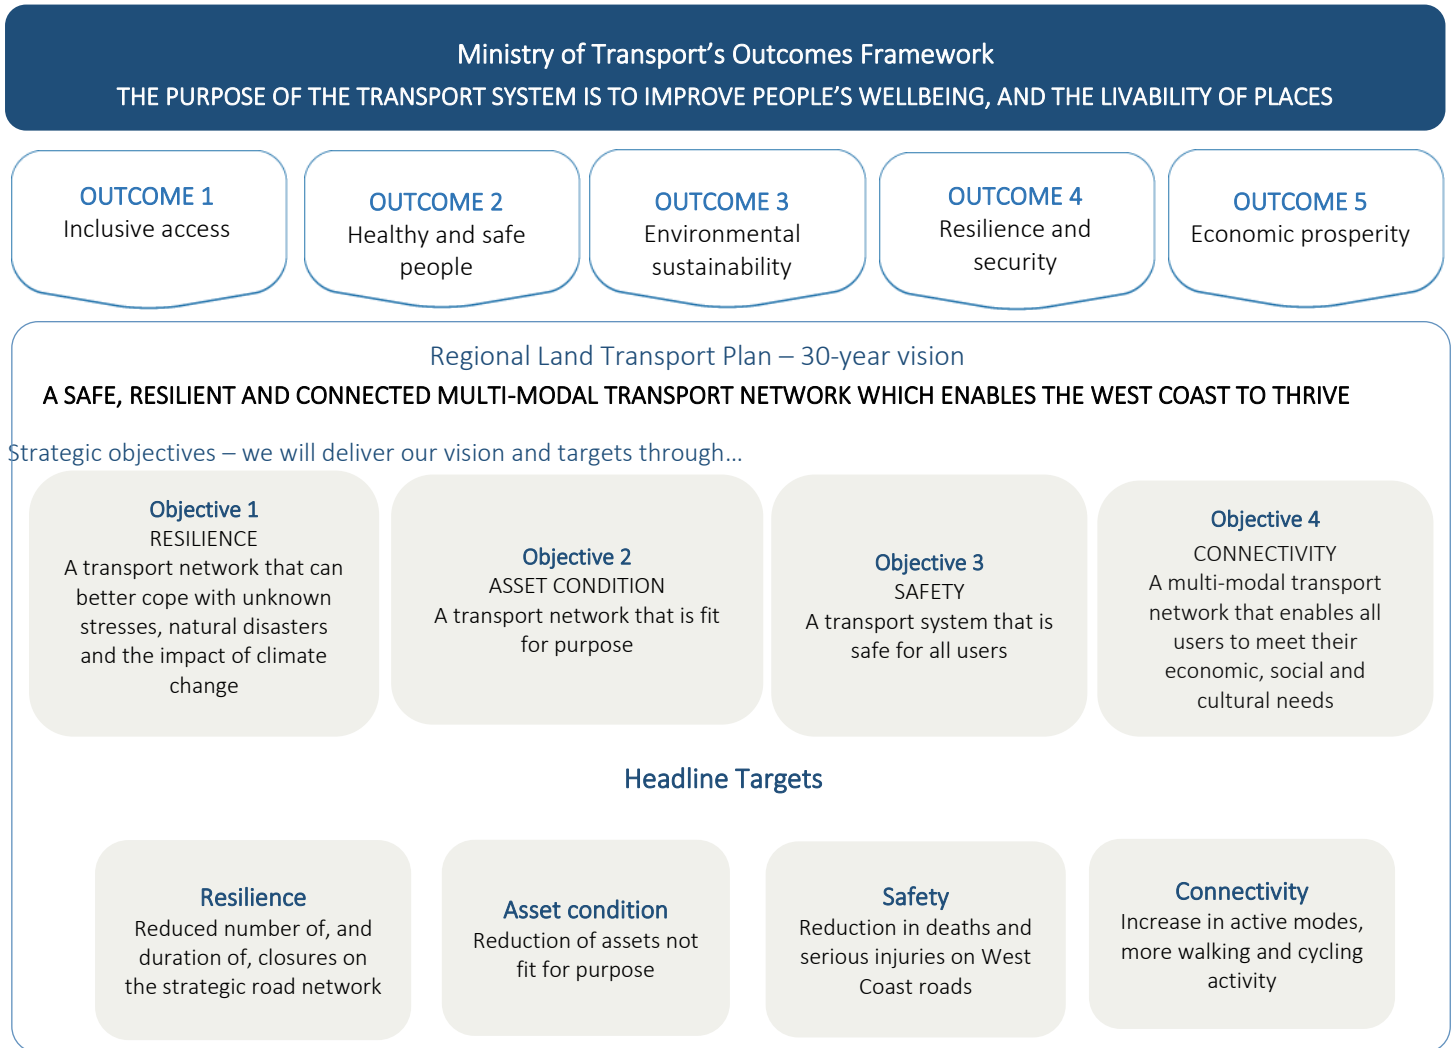 Ministry of Transport’s Outcomes Framework
THE PURPOSE OF THE TRANSPORT SYSTEM IS TO IMPROVE PEOPLE’S WELLBEING, AND THE LIVABILITY OF PLACES
OUTCOME 1
Inclusive access
OUTCOME 2
Healthy and safe
people
OUTCOME 3
Environmental
sustainability
OUTCOME 4
Resilience and
security
OUTCOME 5
Economic prosperity
Regional Land Transport Plan – 30-year vision
A SAFE, RESILIENT AND CONNECTED MULTI-MODAL TRANSPORT NETWORK WHICH ENABLES THE WEST COAST TO THRIVE
Strategic objectives – we will deliver our vision and targets through…
Objective 1
RESILIENCE
A transport network that can
better cope with unknown
stresses, natural disasters
and the impact of climate
change
Objective 2
ASSET CONDITION
A transport network that is fit
for purpose
Objective 3
SAFETY
A transport system that is
safe for all users
Objective 4
CONNECTIVITY
A multi-modal transport
network that enables all
users to meet their
economic, social and
cultural needs
Headline Targets
Resilience
Reduced number of, and
duration of, closures on
the strategic road network
Asset condition
Reduction of assets not
fit for purpose
Safety
Reduction in deaths and
serious injuries on West
Coast roads
Connectivity
Increase in active modes,
more walking and cycling
activity